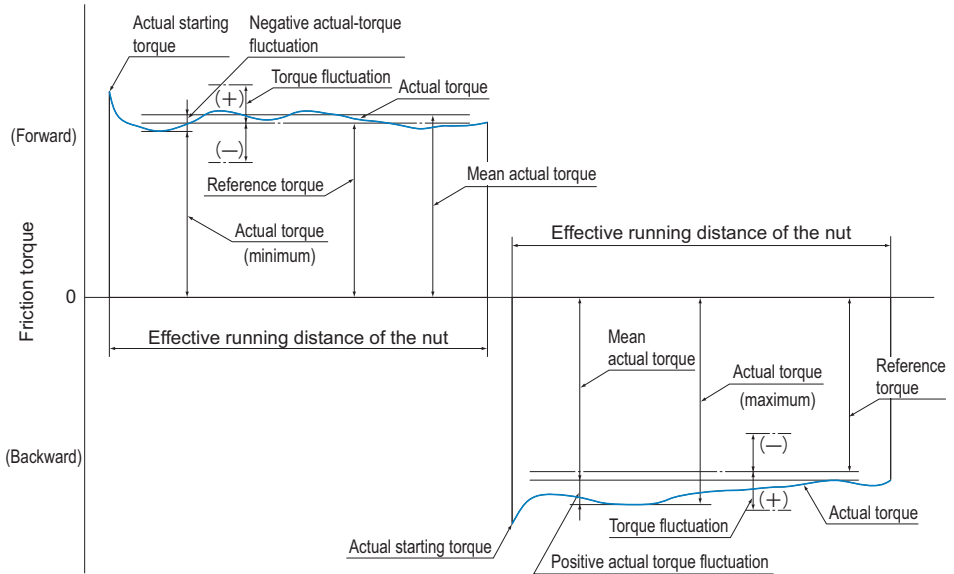 Actual starting
torque
Negative actual-torque
fluctuation
Torque fluctuation
(+)
Actual torque
(Forward)
(−)
Reference torque
Mean actual torque
Actual torque
(minimum)
Effective running distance of the nut
Friction torque
0
Effective running distance of the nut
Mean
actual torque
Actual torque
(maximum)
Reference
torque
(−)
(Backward)
(+)
Actual torque
Torque fluctuation
Actual starting torque
Positive actual torque fluctuation